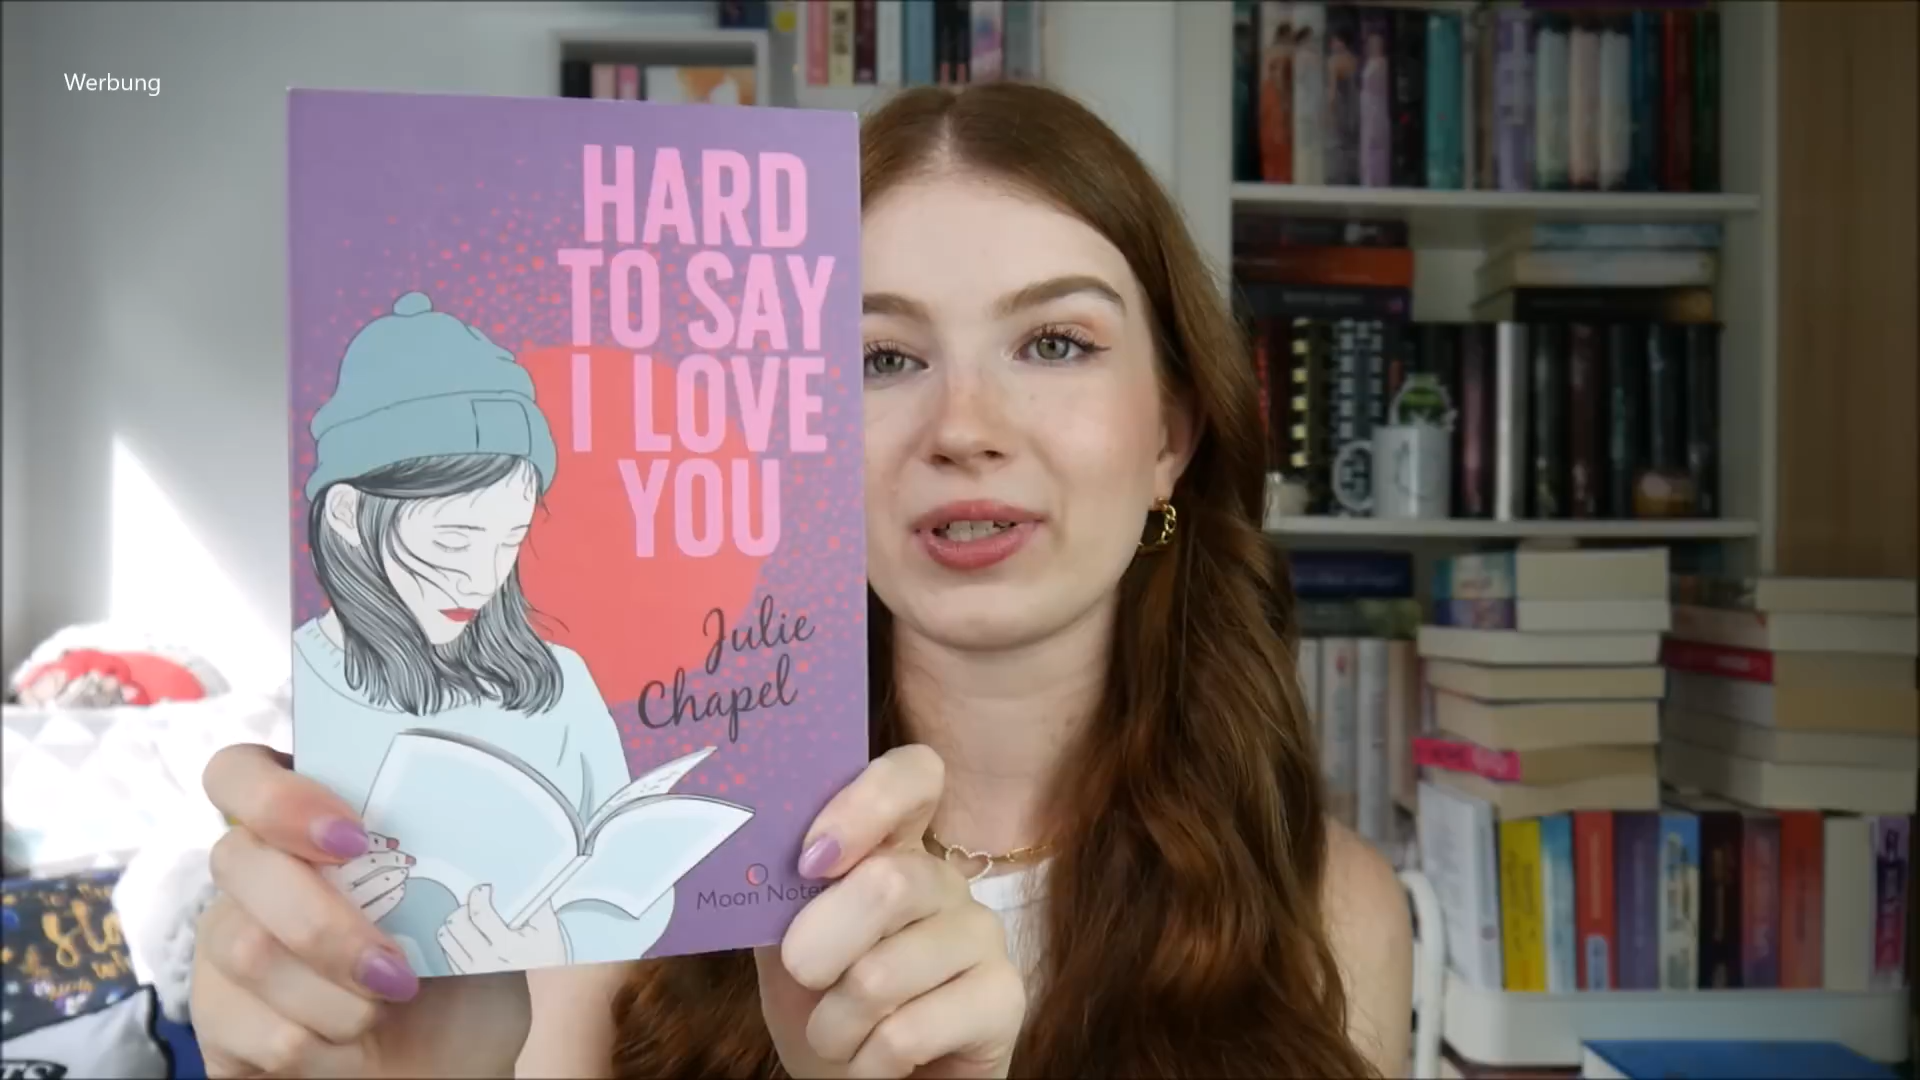 Werbung
HARD
TO SAY
I LOVE
YOU
Julie
Chapel
Moon Notes